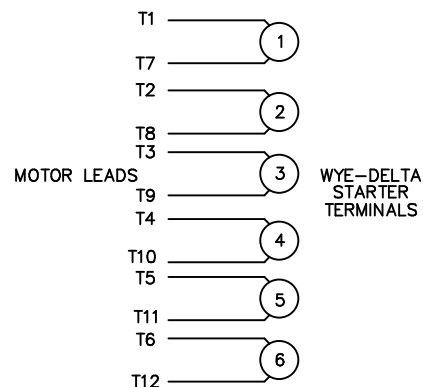 T1
1
T7
T2
2
T8
T3
MOTOR LEADS
3
WYE-DELTA
STARTER
TERMINALS
T9
T4
4
T10
T5
5
T11
T6
6
T12